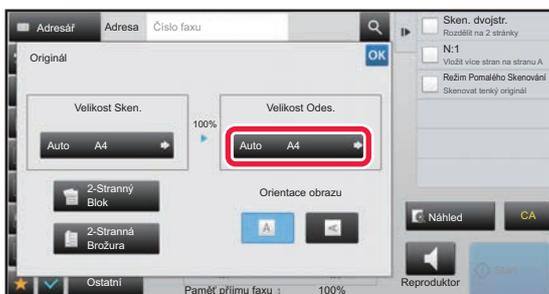 Adresář
Adresa
Číslo faxu
Originál
OK
Velikost Sken.
Auto A4
100%
Velikost Odes.
Auto A4
2-Stranný
Blok
2-Stranná
Brožura
Orientace obrazu
A
A
Ostatní
Paměť příjmu faxu : 100%
Sken. dvojstr.
Rozdělit na 2 stránky
N:1
Vložit více stran na stranu A
Režim Pomalého Skenování
Skenovat tenký originál
Náhled
CA
Reproduktor
Start